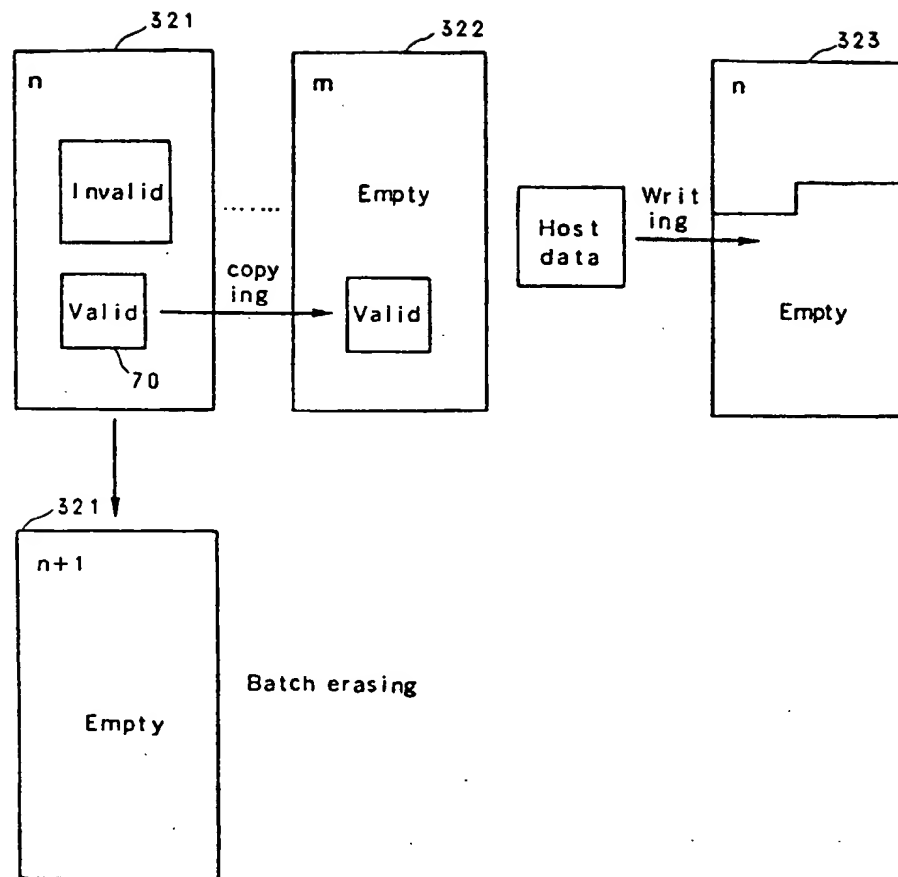 321
322
323
n
m
n
Invalid
.......
Empty
Host
data
Writ
ing
copy
ing
Valid
Valid
Empty
70
321
n+1
Empty
Batch erasing